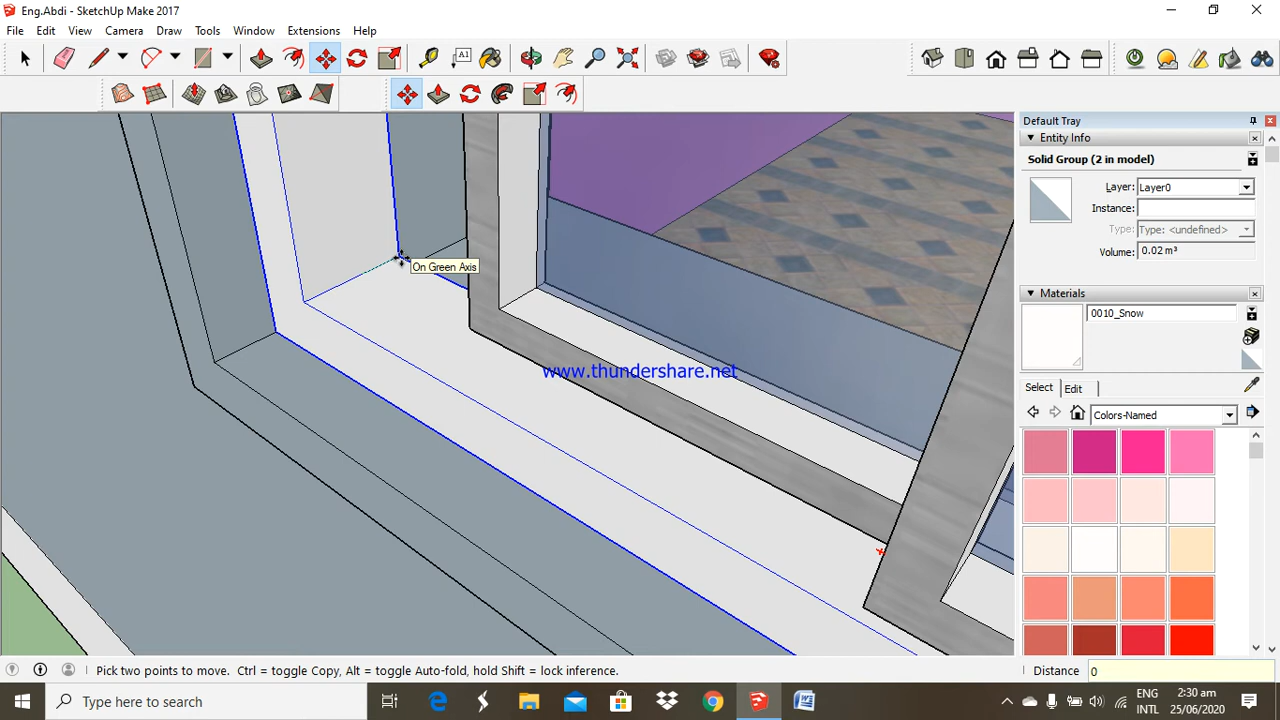 Eng.Abdi - SketchUp Make 2017
File Edit View Camera Draw Tools Window Extensions Help
A1
Default Tray
Entity Info
Solid Group (2 in model)
Layer: Layer0
Instance:
Type: Type: <undefined>
Volume: 0.02 m³
Materials
0010_Snow
Select Edit
Colors-Named
On Green Axis
www.thundershare.net
Pick two points to move. Ctrl = toggle Copy, Alt = toggle Auto-fold, hold Shift = lock inference.
Distance 0
Type here to search
ENG
INTL
2:30 am
25/06/2020